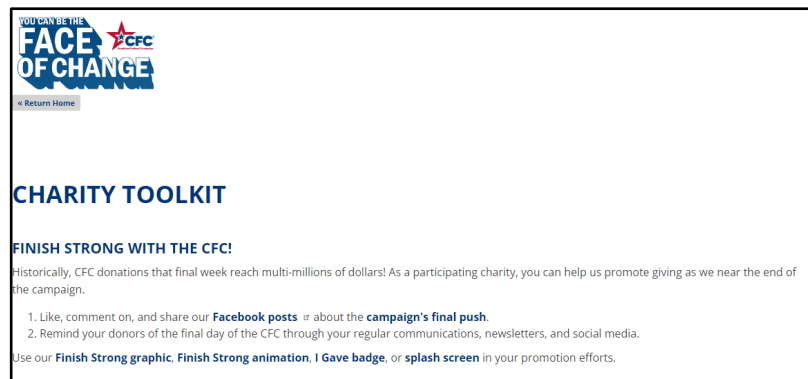 YOU CAN BE THE
FACE
OF CHANGE
CFC
« Return Home
CHARITY TOOLKIT
FINISH STRONG WITH THE CFC!
Historically, CFC donations that final week reach multi-millions of dollars! As a participating charity, you can help us promote giving as we near the end of
the campaign.
1. Like, comment on, and share our Facebook posts about the campaign's final push.
2. Remind your donors of the final day of the CFC through your regular communications, newsletters, and social media.
Use our Finish Strong graphic, Finish Strong animation, I Gave badge, or splash screen in your promotion efforts.